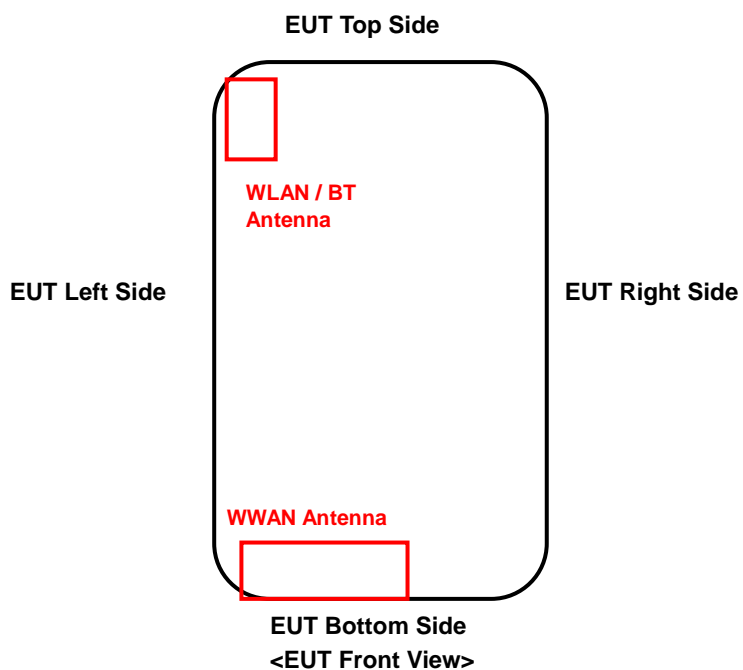 EUT Top Side
WLAN / BT
Antenna
EUT Left Side
EUT Right Side
WWAN Antenna
EUT Bottom Side
<EUT Front View>